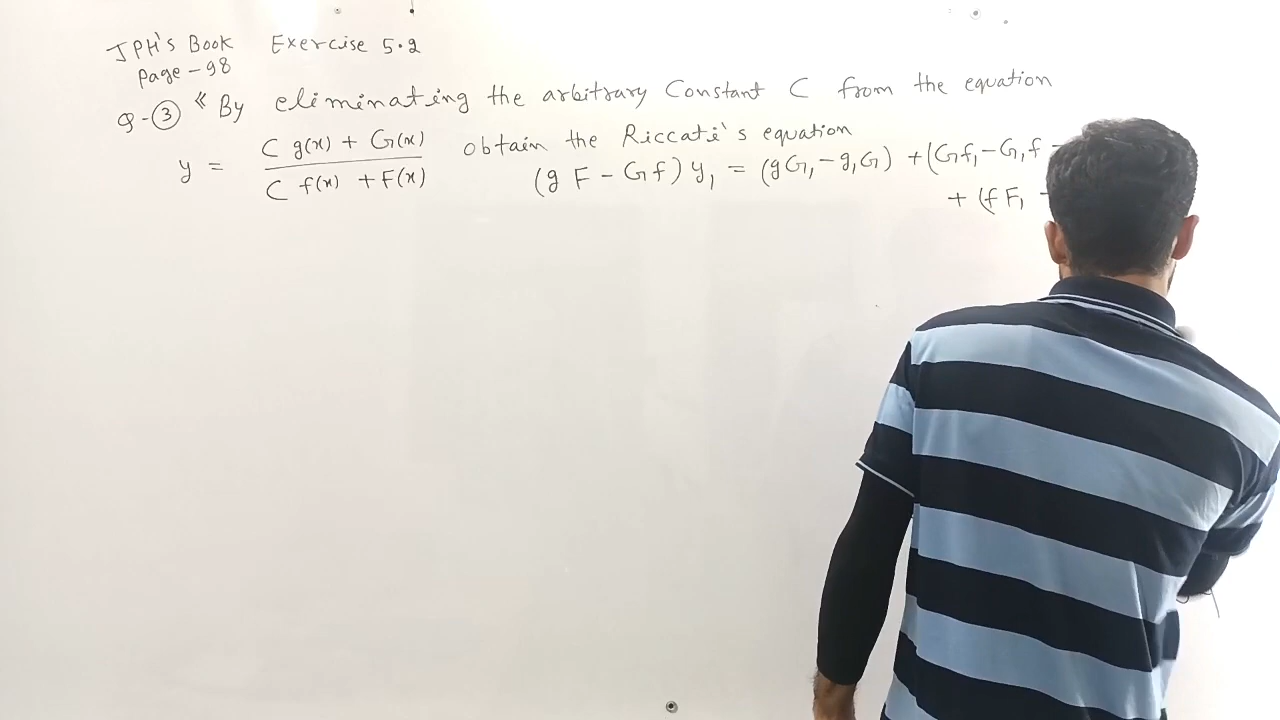 JPH's Book Exercise 5.2
Page - 98
Q-③ “ By eliminating the arbitrary Constant C from the equation
y = (C g(x) + G(x)) / (C f(x) + F(x)) obtain the Riccati's equation
(g F - G f) y₁ = (g G₁ - g₁ G) + (G f₁ - G₁ f -
+ (f F₁ -